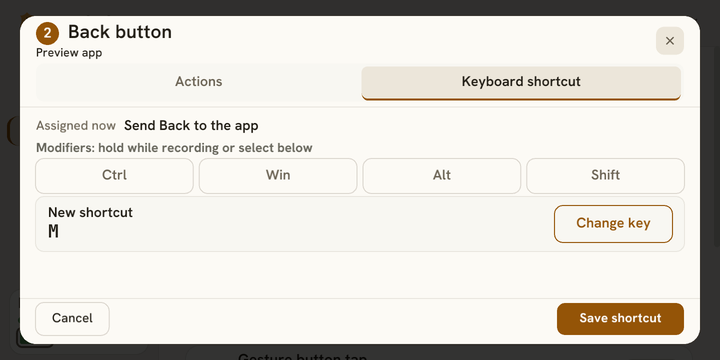 2 Back button
Preview app
×
Actions
Keyboard shortcut
Assigned now Send Back to the app
Modifiers: hold while recording or select below
Ctrl
Win
Alt
Shift
New shortcut
M
Change key
Cancel
Save shortcut
Gesture button tap